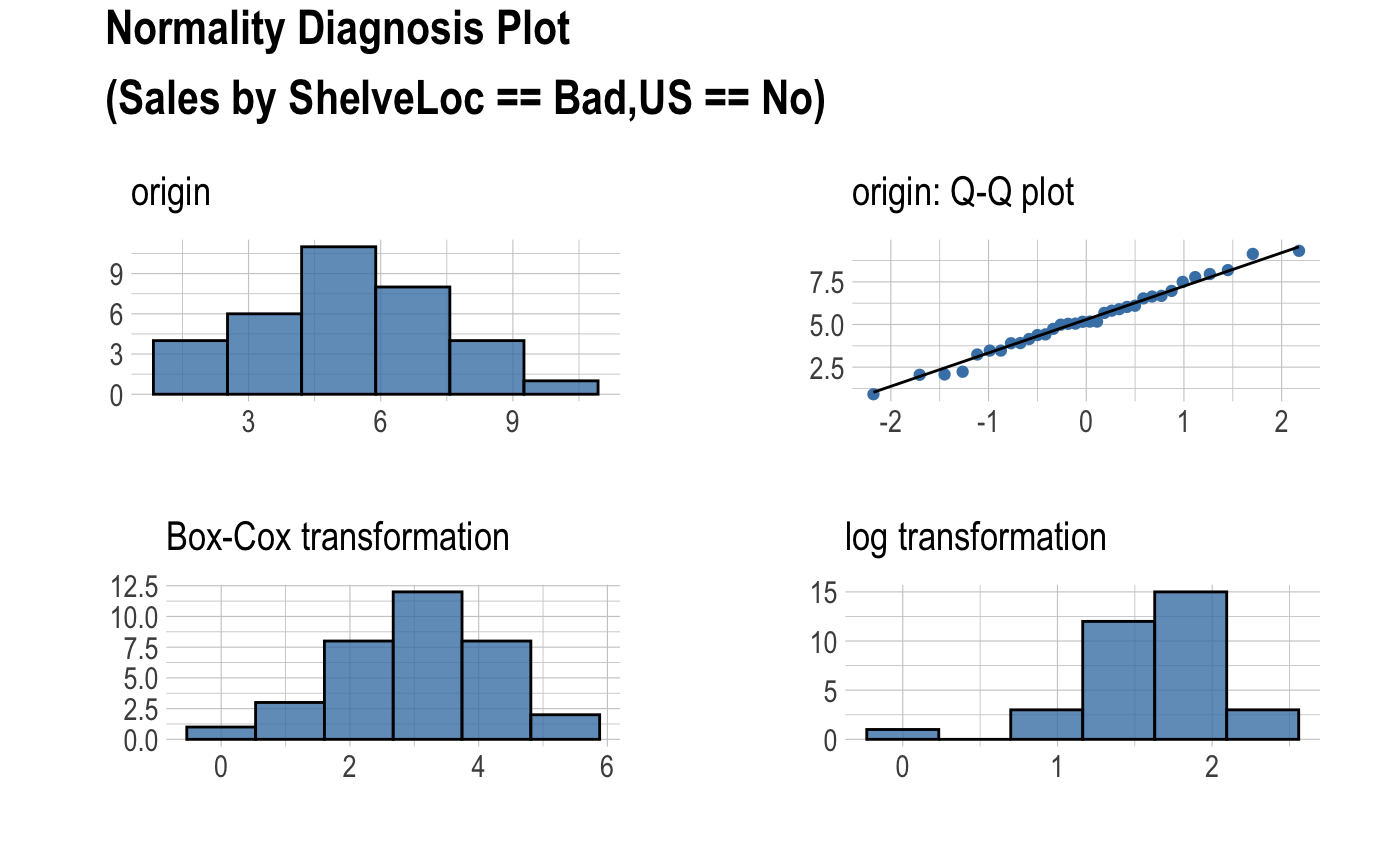 Normality Diagnosis Plot
(Sales by ShelveLoc == Bad,US == No)
origin
9
6
3
0
3 6 9
origin: Q-Q plot
7.5
5.0
2.5
-2 -1 0 1 2
Box-Cox transformation
12.5
10.0
7.5
5.0
2.5
0.0
0 2 4 6
log transformation
15
10
5
0
0 1 2